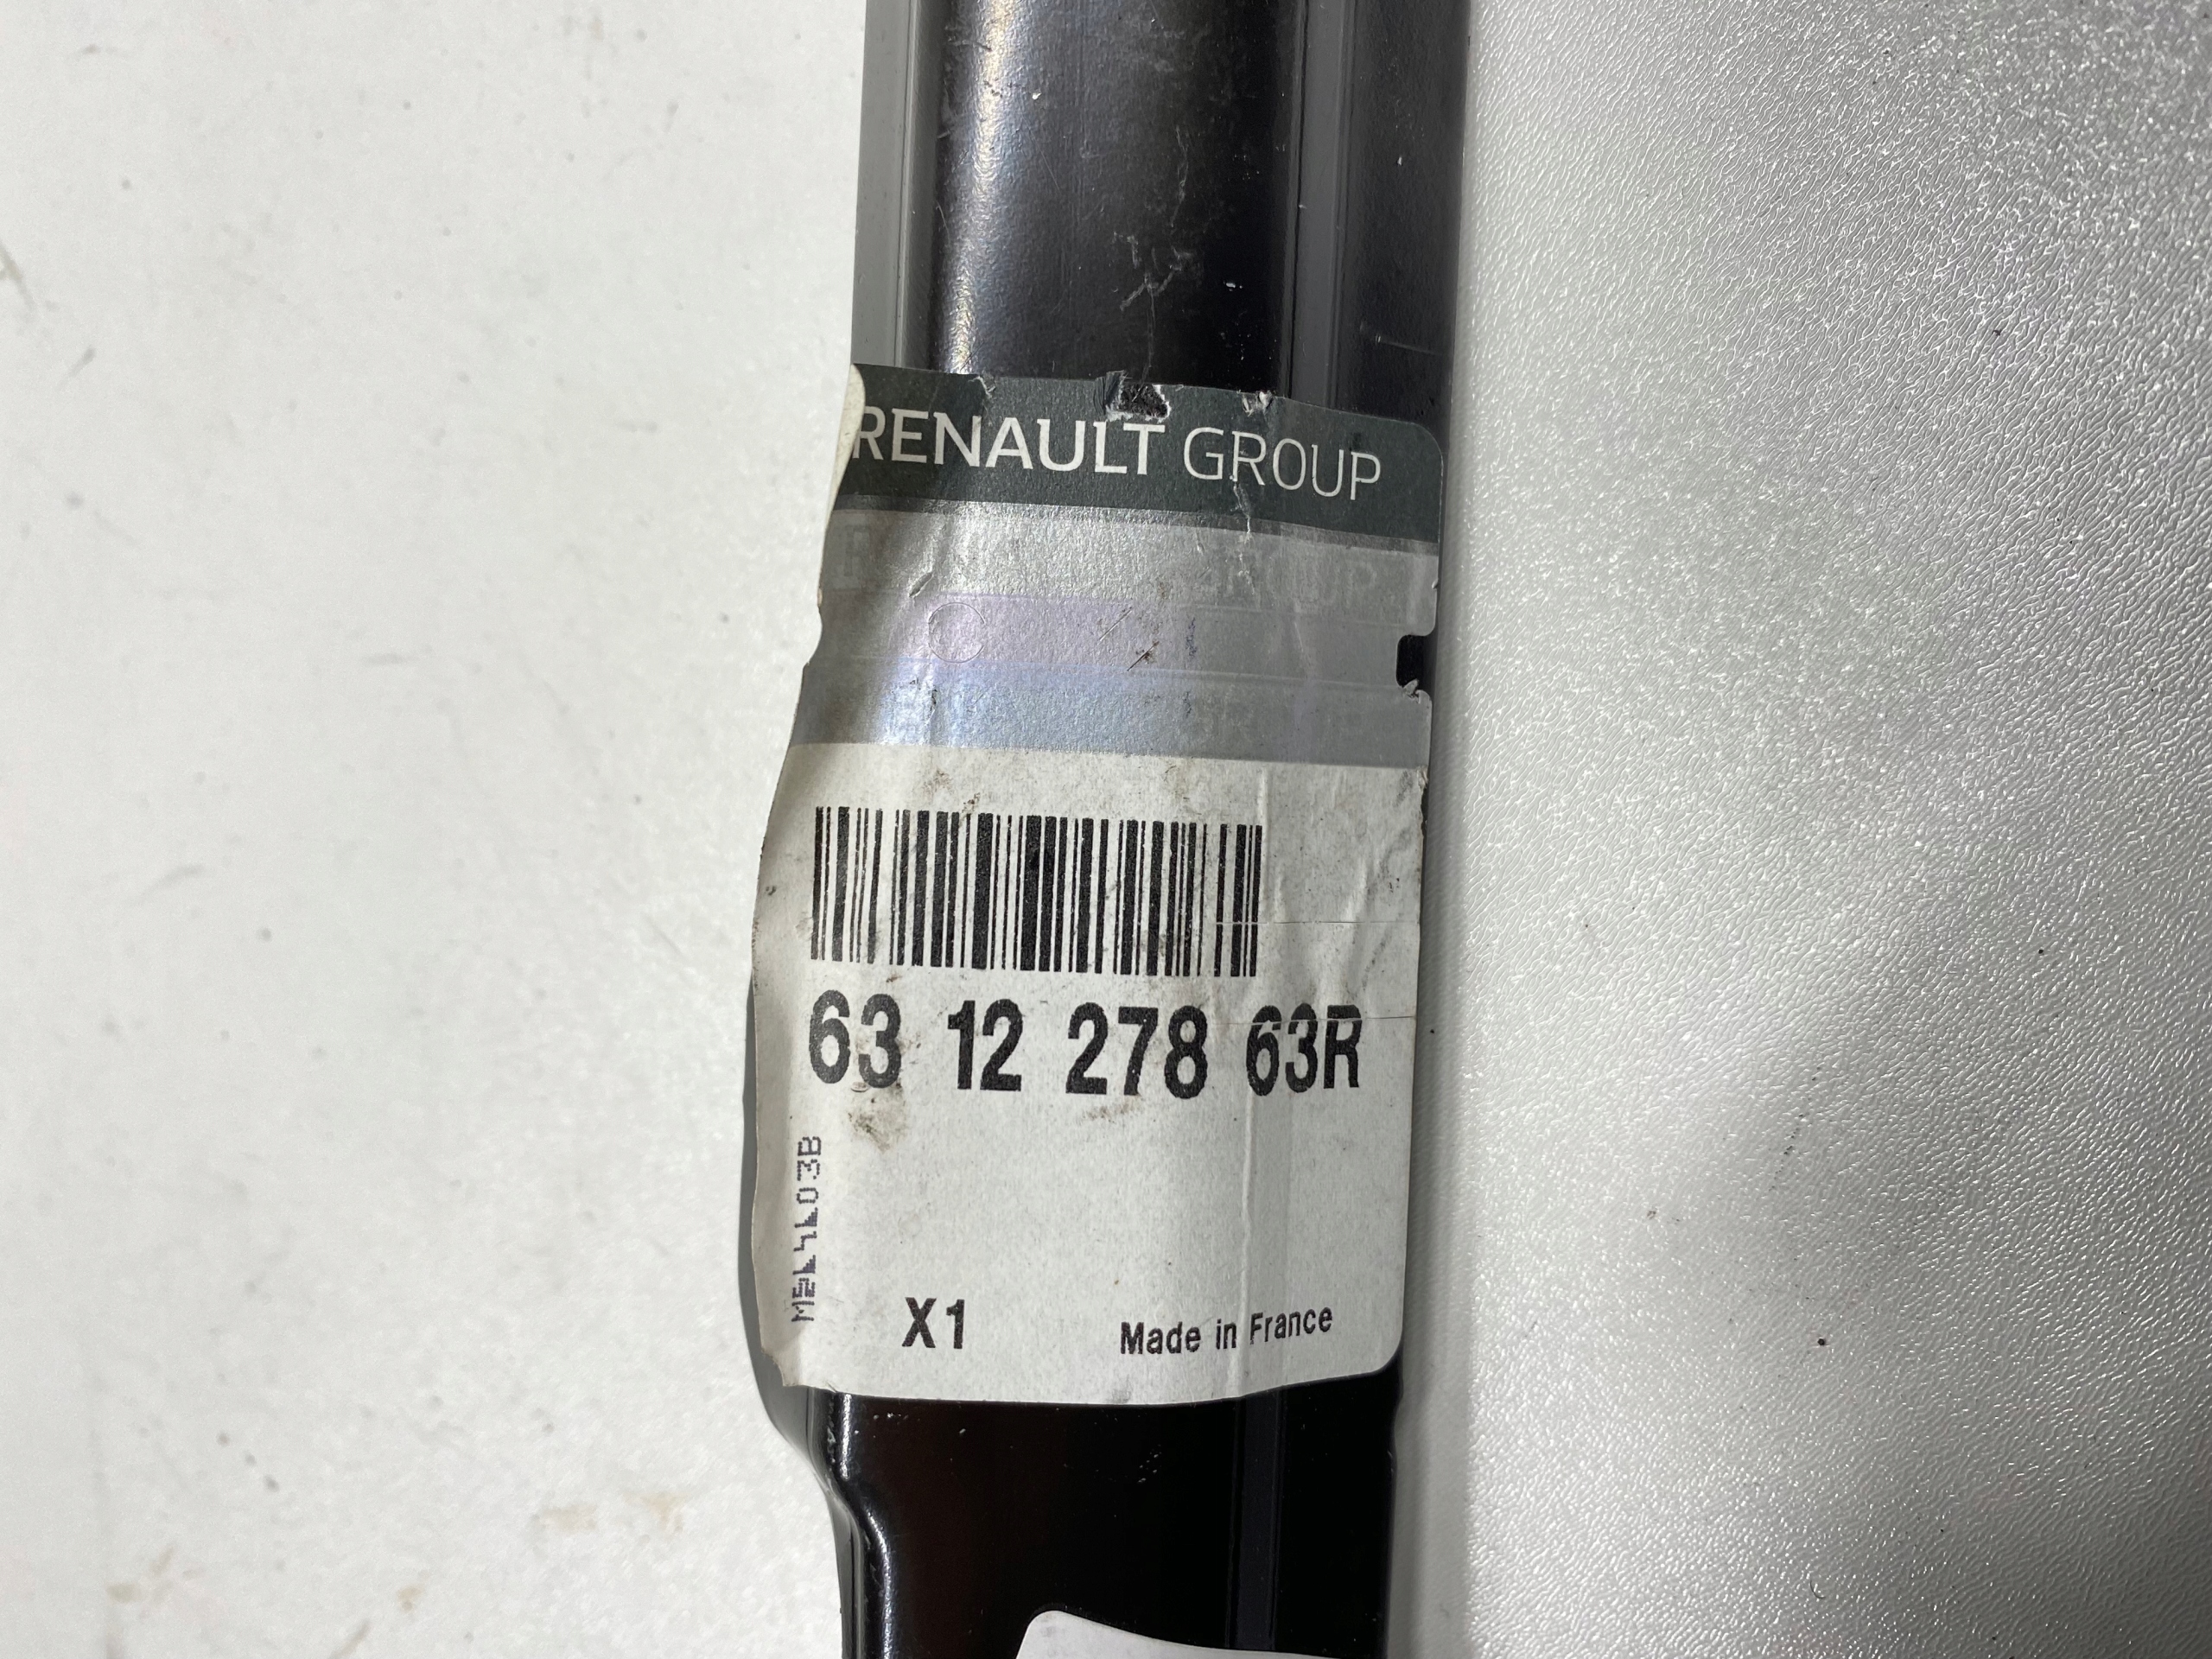 RENAULT GROUP
63 12 278 63R
X1
Made in France